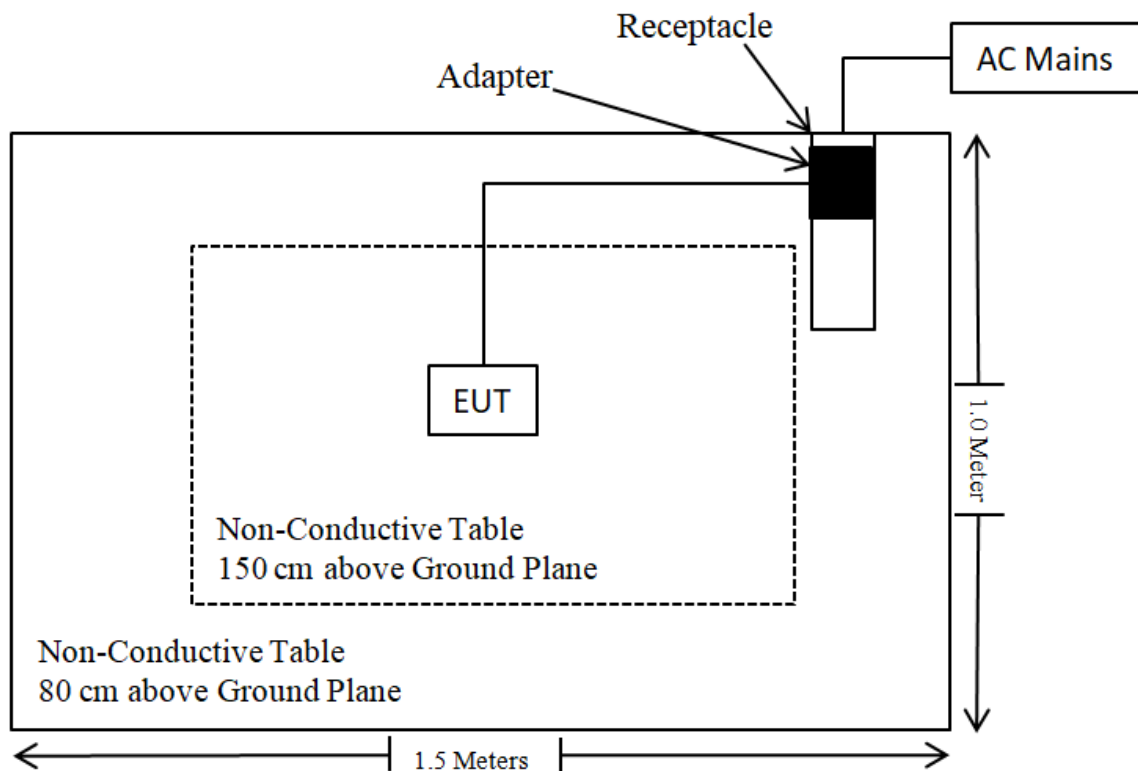 Receptacle
AC Mains
Adapter
EUT
1.0 Meter
Non-Conductive Table
150 cm above Ground Plane
Non-Conductive Table
80 cm above Ground Plane
1.5 Meters